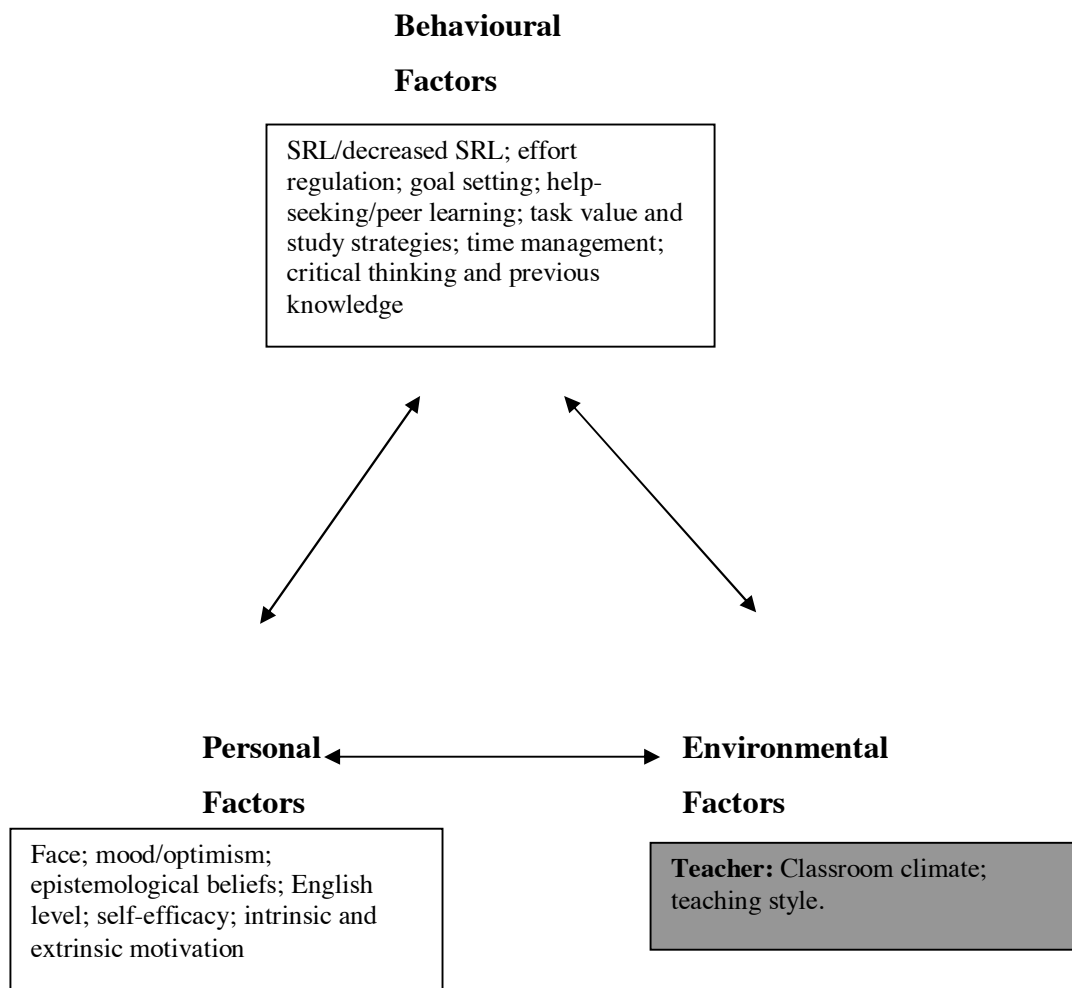 Behavioural
Factors
SRL/decreased SRL; effort
regulation; goal setting; help-
seeking/peer learning; task value and
study strategies; time management;
critical thinking and previous
knowledge
Personal
Factors
Face; mood/optimism;
epistemological beliefs; English
level; self-efficacy; intrinsic and
extrinsic motivation
Environmental
Factors
Teacher: Classroom climate;
teaching style.